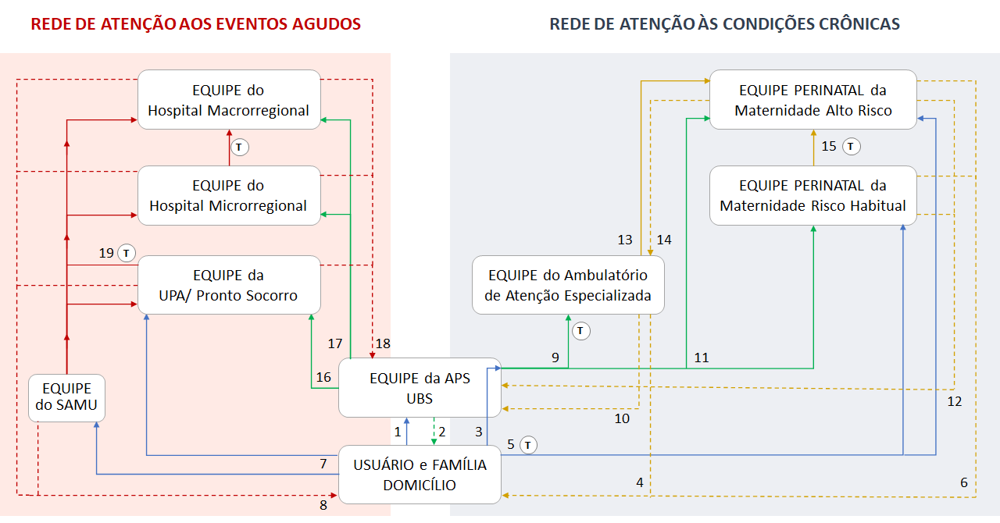 REDE DE ATENÇÃO AOS EVENTOS AGUDOS
REDE DE ATENÇÃO ÀS CONDIÇÕES CRÔNICAS
EQUIPE do
Hospital Macrorregional
T
EQUIPE do
Hospital Microrregional
19 T
EQUIPE da
UPA/ Pronto Socorro
17
18
16
EQUIPE
do SAMU
7
8
EQUIPE PERINATAL da
Maternidade Alto Risco
15 T
EQUIPE PERINATAL da
Maternidade Risco Habitual
13
14
EQUIPE do Ambulatório
de Atenção Especializada
T
9
11
EQUIPE da APS
UBS
12
10
1
2
3
5 T
USUÁRIO e FAMÍLIA
DOMICÍLIO
4
6